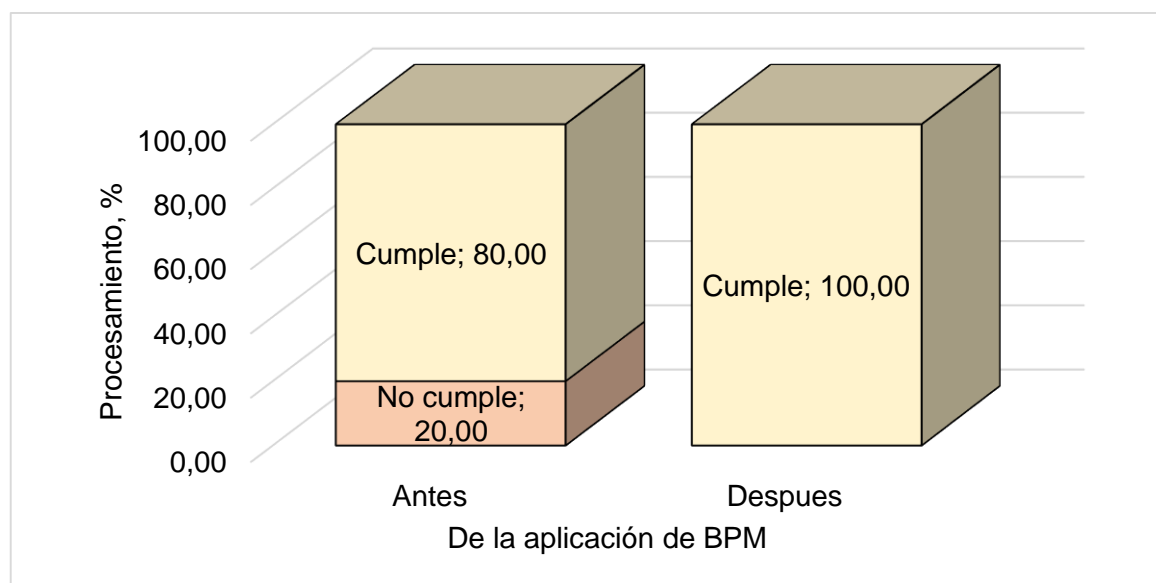 100,00
80,00
60,00
40,00
20,00
0,00
Procesamiento, %
Cumple; 80,00
No cumple;
20,00
Cumple; 100,00
Antes
Despues
De la aplicación de BPM